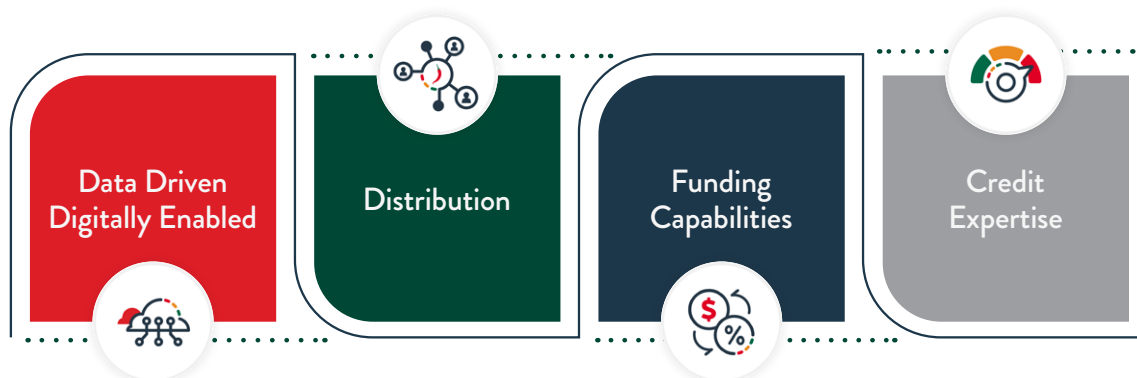 Data Driven
Digitally Enabled
Distribution
Funding
Capabilities
$
%
Credit
Expertise